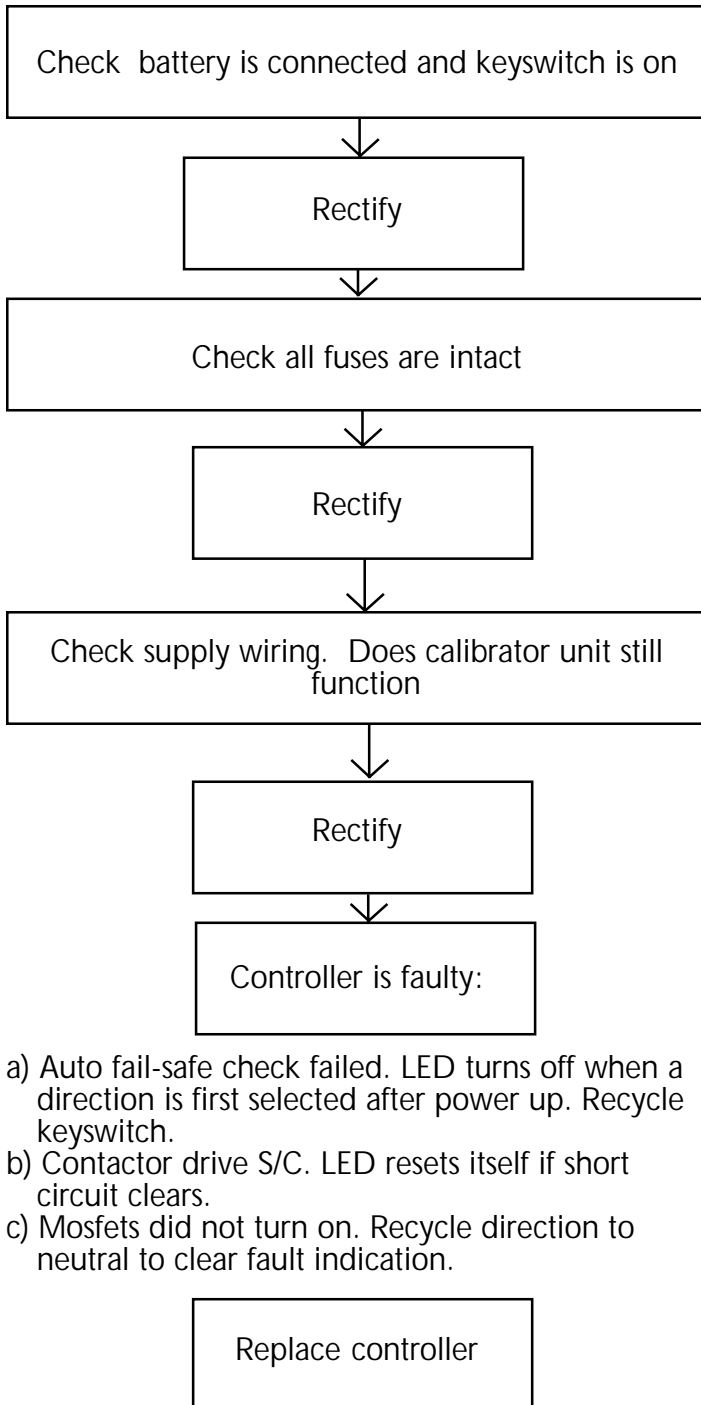 Check  battery is connected and keyswitch is on
Rectify
Check all fuses are intact
Rectify
Check supply wiring.  Does calibrator unit still
function
Rectify
Controller is faulty:
a) Auto fail-safe check failed. LED turns off when a
direction is first selected after power up. Recycle
keyswitch.
b) Contactor drive S/C. LED resets itself if short
circuit clears.
c) Mosfets did not turn on. Recycle direction to
neutral to clear fault indication.
Replace controller